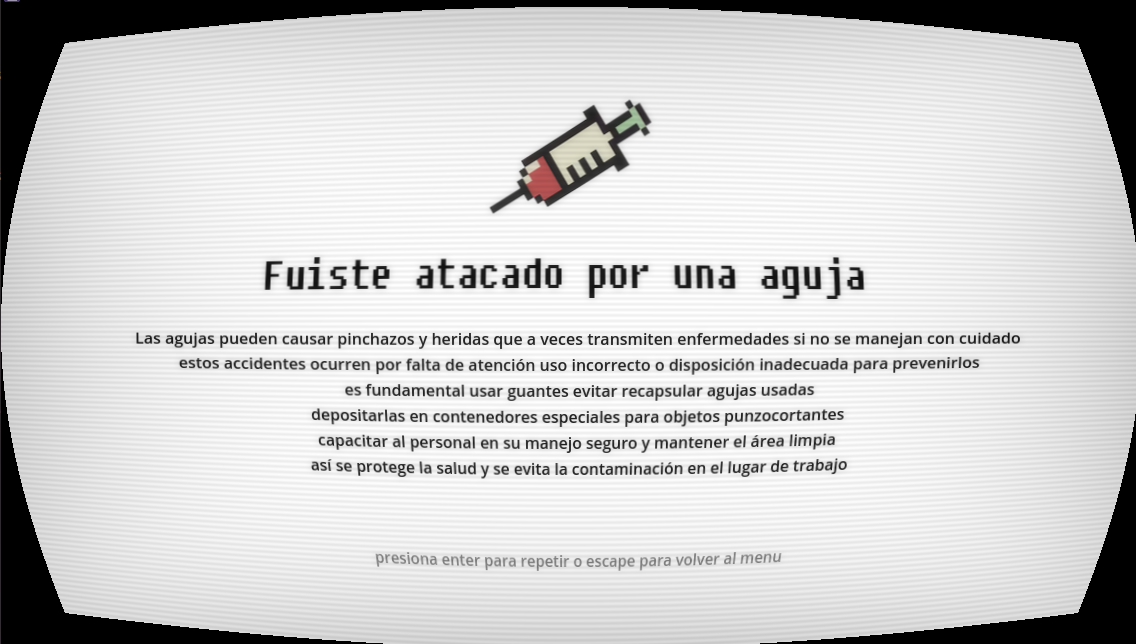 Fuiste atacado por una aguja
Las agujas pueden causar pinchazos y heridas que a veces transmiten enfermedades si no se manejan con cuidado
estos accidentes ocurren por falta de atención uso incorrecto o disposición inadecuada para prevenirlos
es fundamental usar guantes evitar recapsular agujas usadas
depositarlas en contenedores especiales para objetos punzocortantes
capacitar al personal en su manejo seguro y mantener el área limpia
así se protege la salud y se evita la contaminación en el lugar de trabajo
presiona enter para repetir o escape para volver al menu